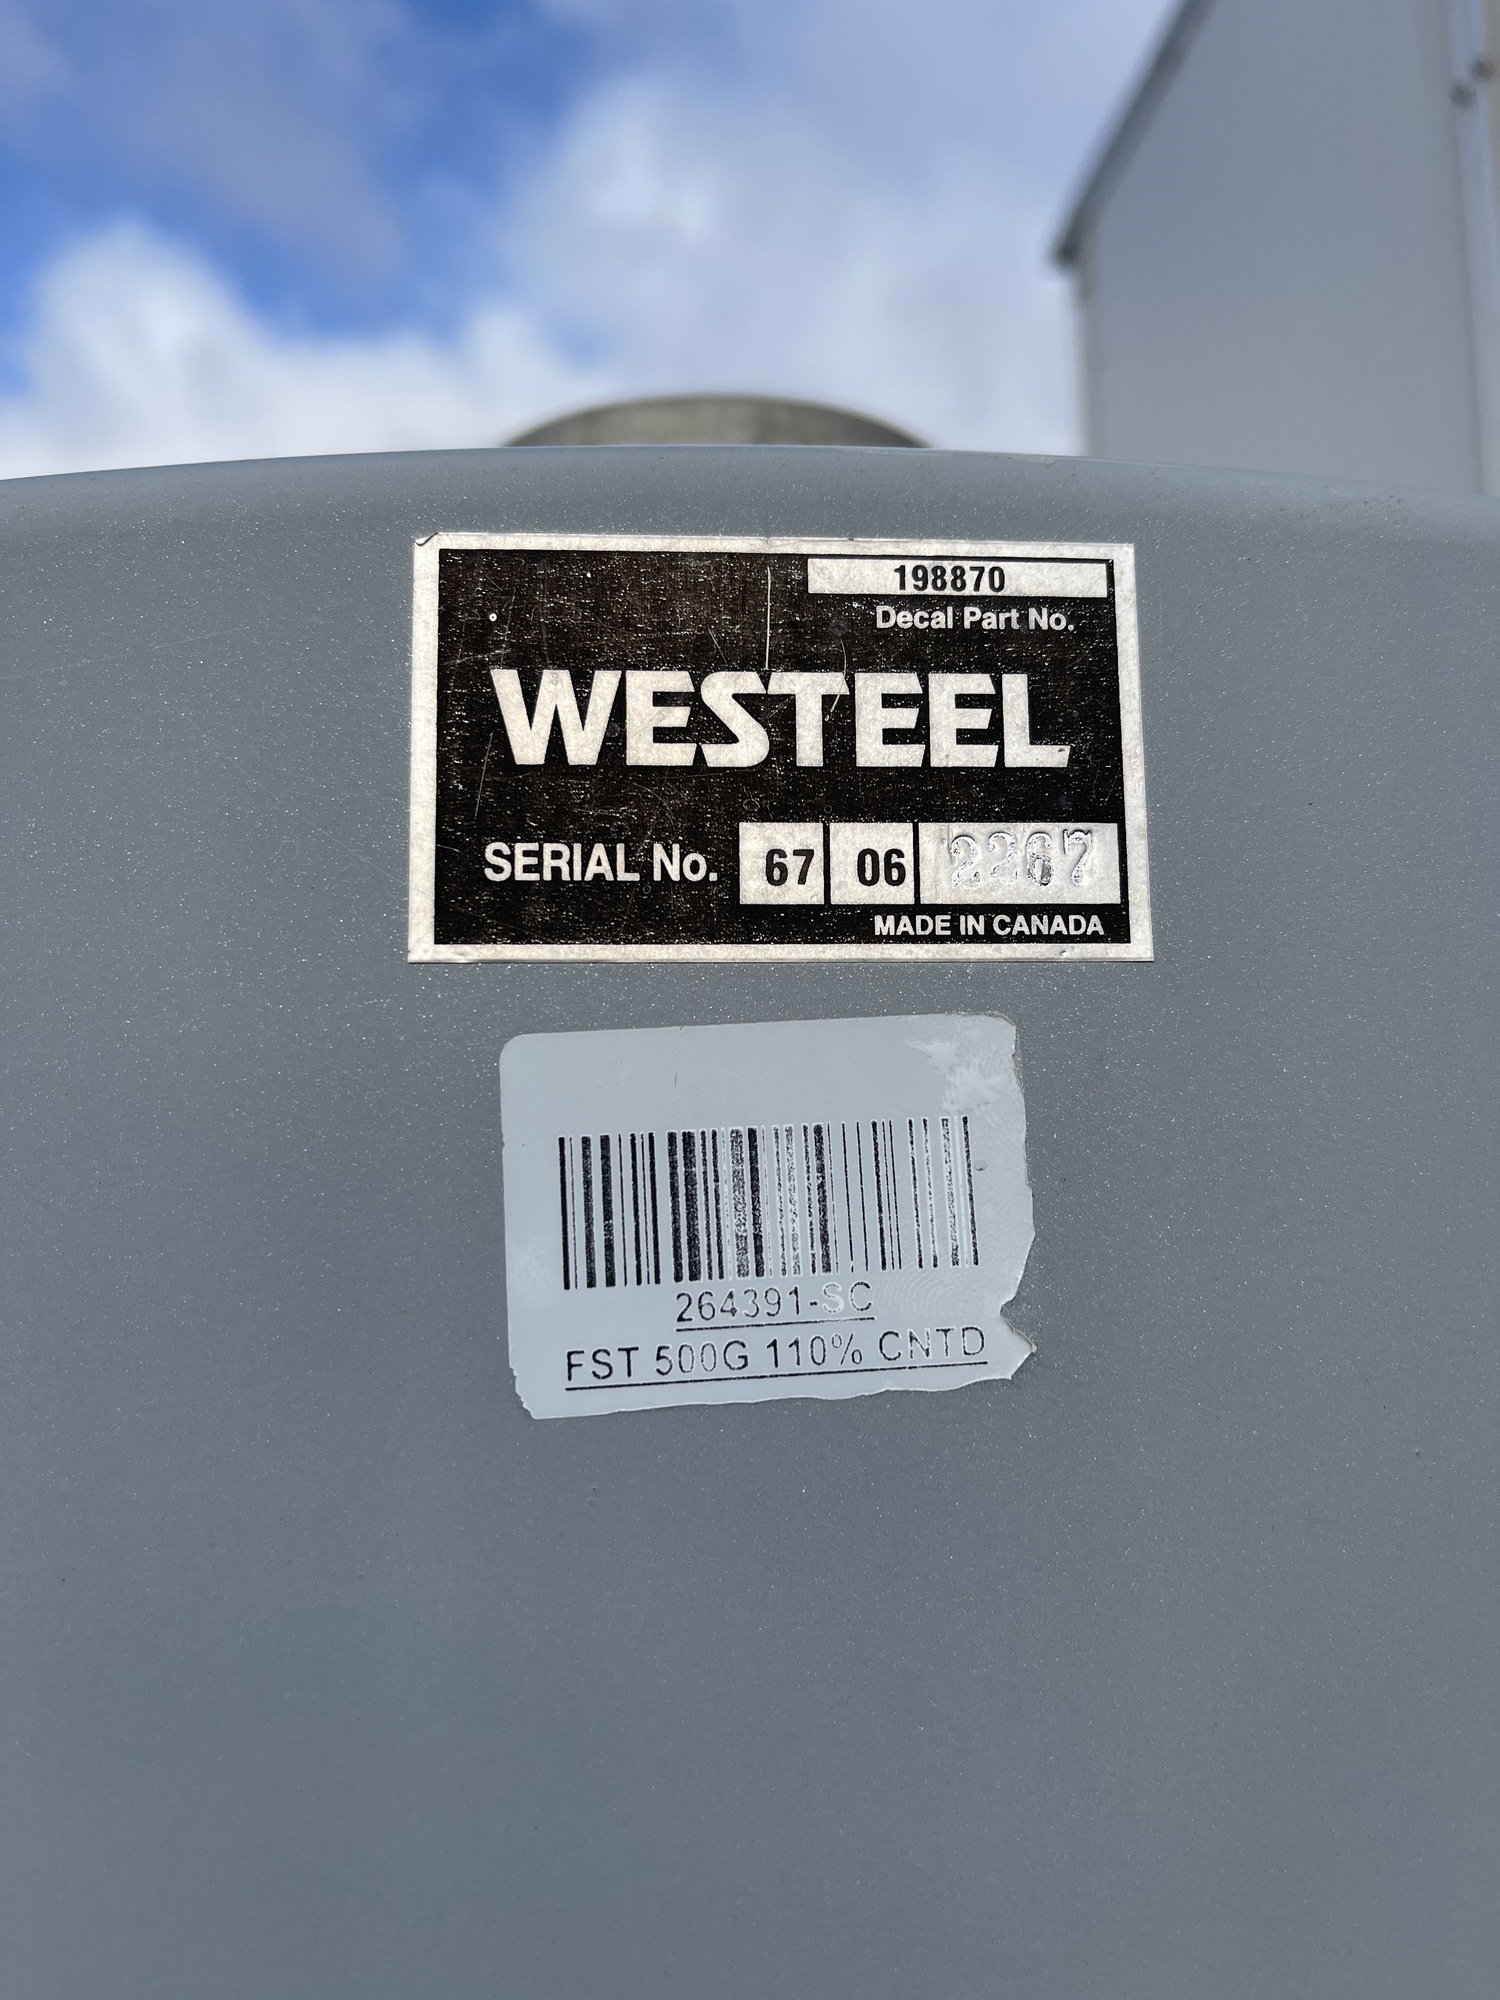 198870
Decal Part No.
WESTEEL
SERIAL No. 67 06 2267
MADE IN CANADA
264391-SC
FST 500G 110% CNTD